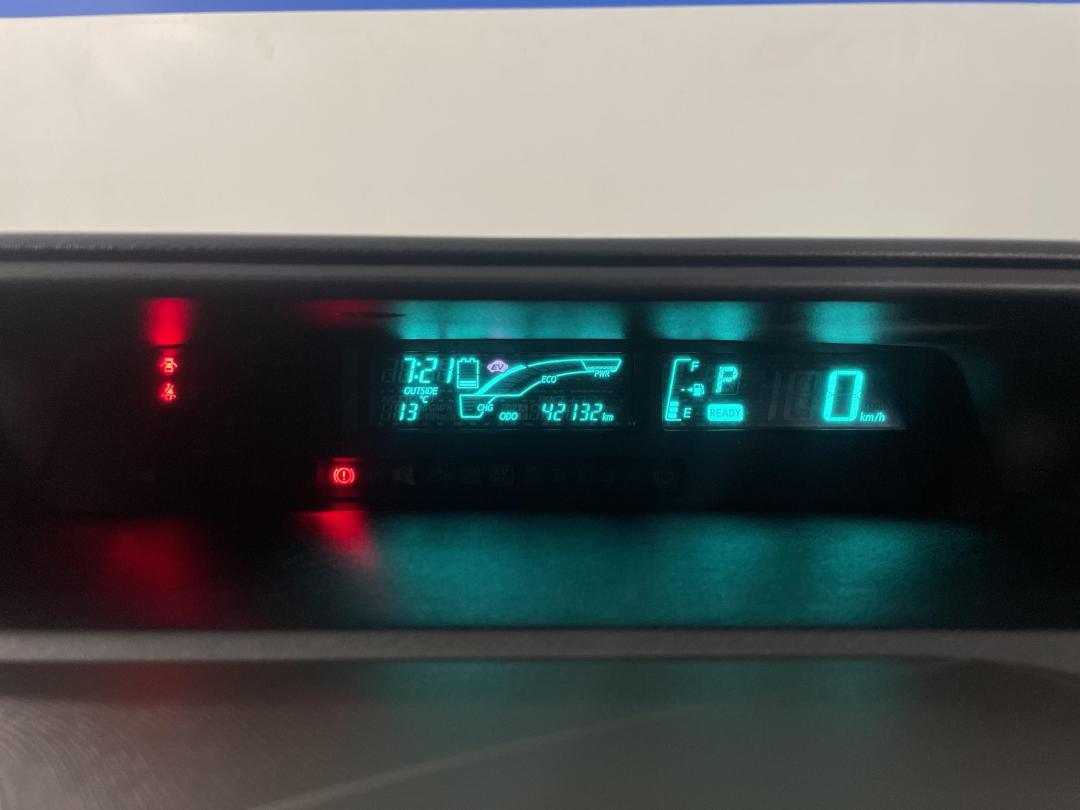 7:21
OUTSIDE
°C
13
EV
ECO
PWR
CHG
ODO 42132 km
F
E
P
READY
0 km/h